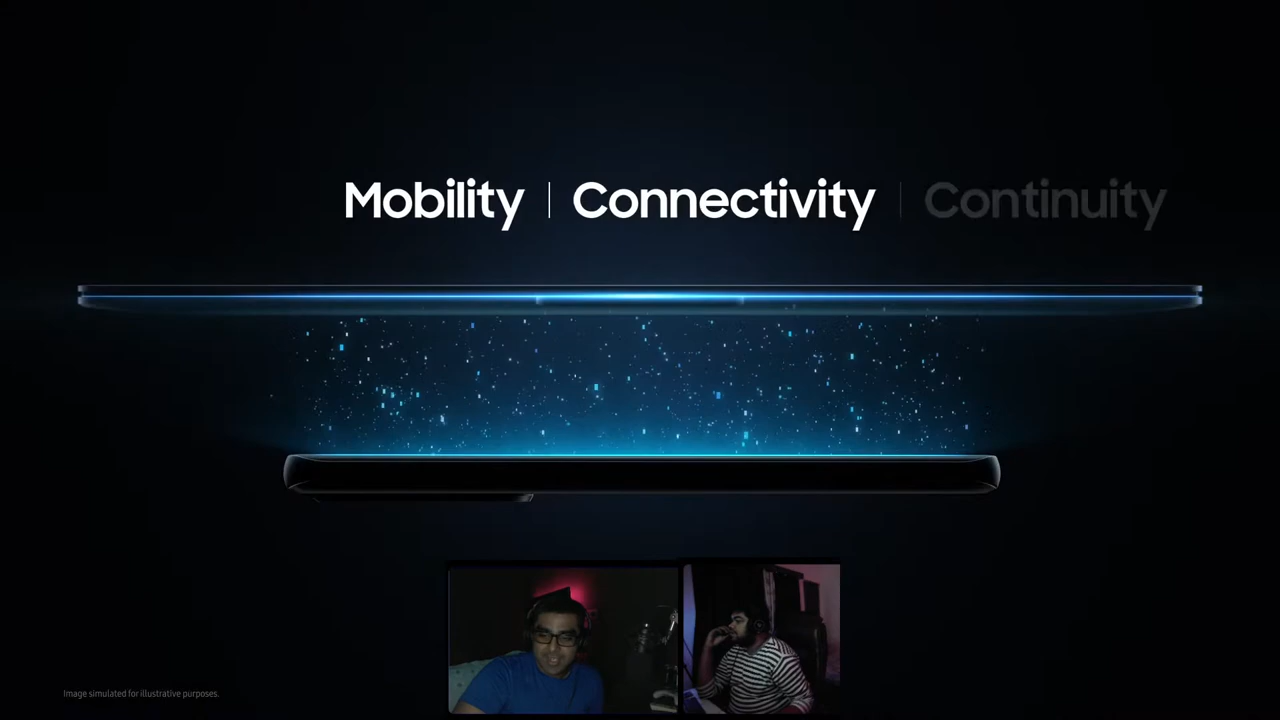 Mobility | Connectivity | Continuity
Image simulated for illustrative purposes.